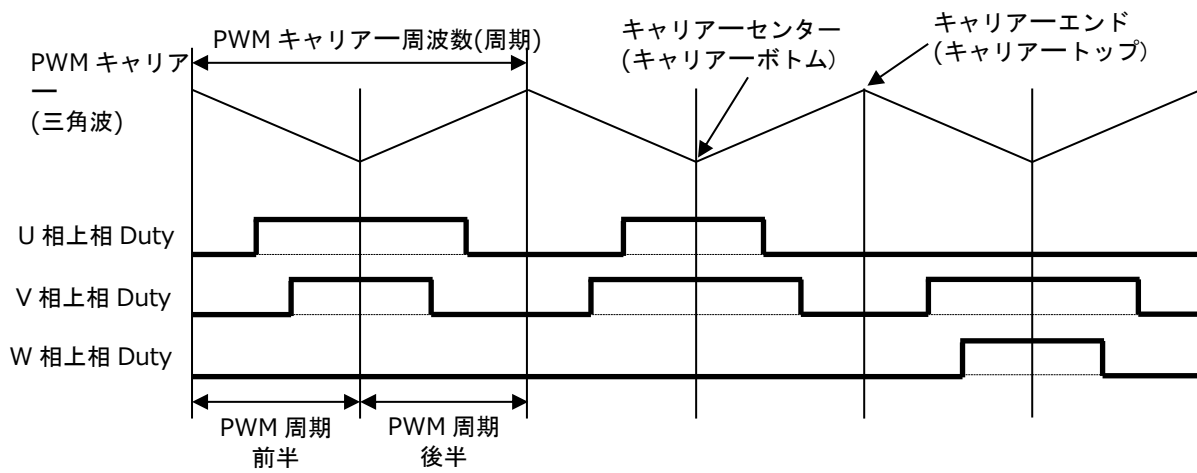 PWM キャリアー周波数(周期)
キャリアーセンター
(キャリアーボトム)
キャリアーエンド
(キャリアートップ)
PWM キャリア
ー
(三角波)
U 相上相 Duty
V 相上相 Duty
W 相上相 Duty
PWM 周期
前半
PWM 周期
後半